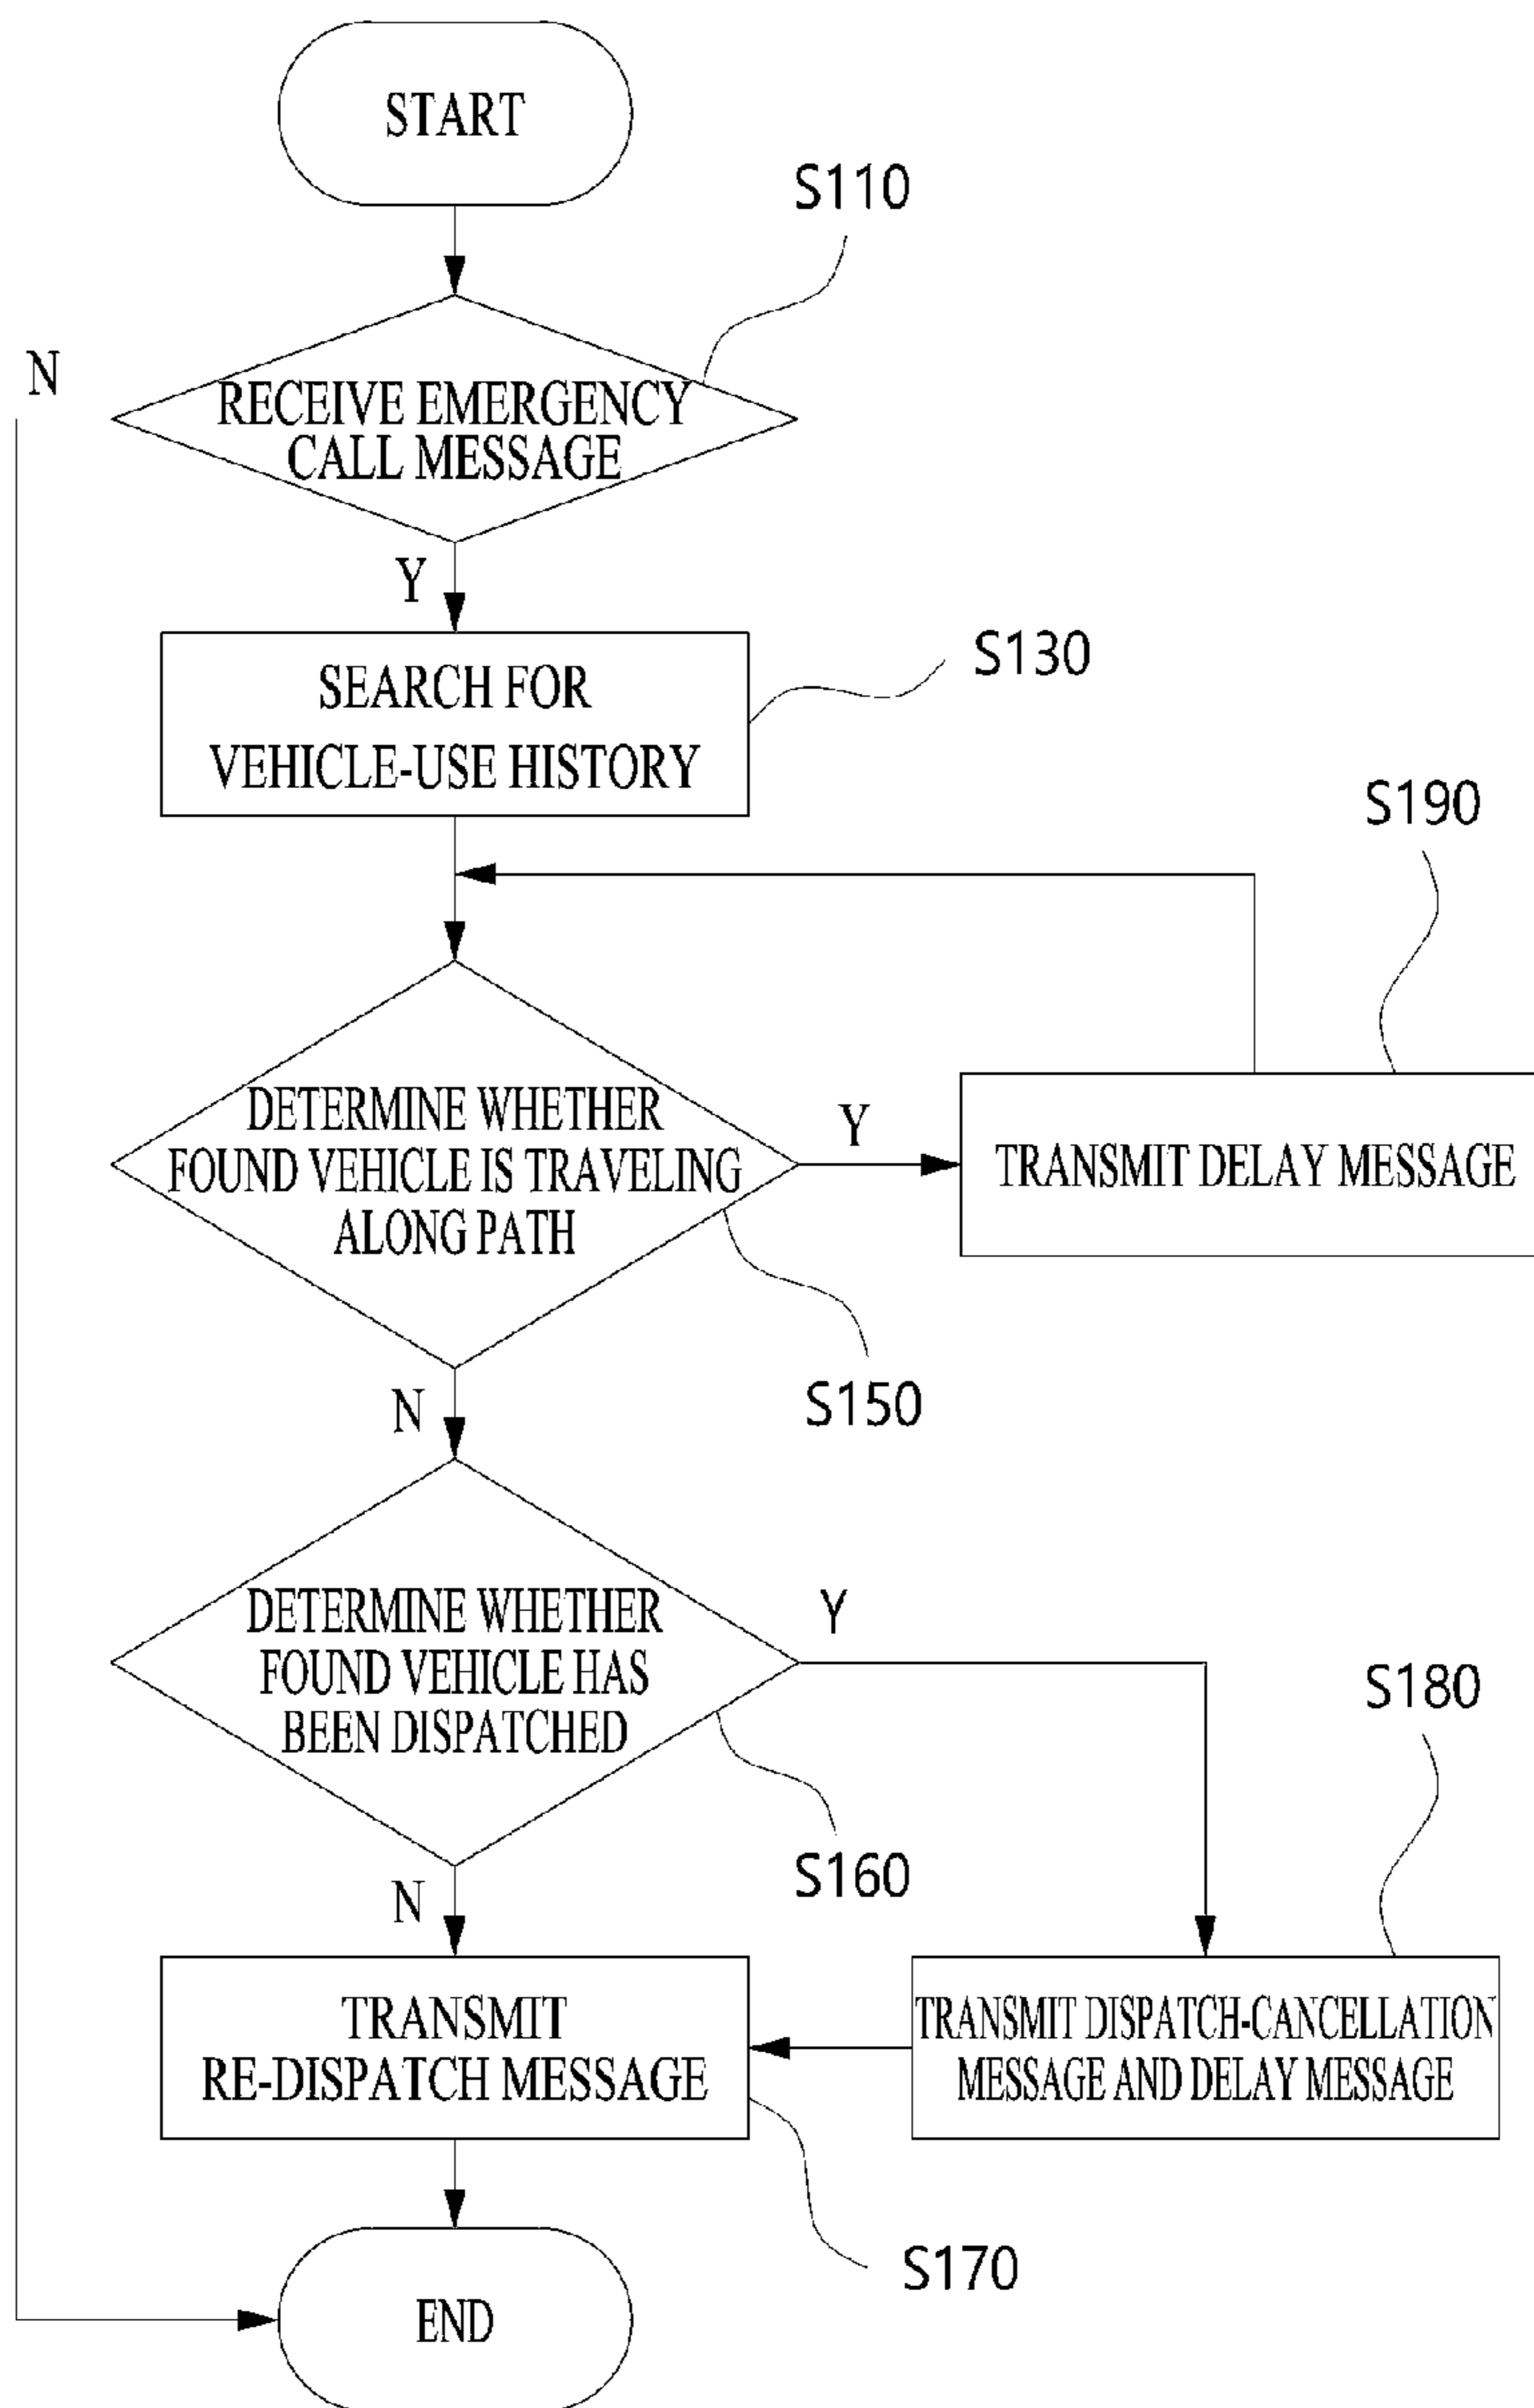 START
S110
N
RECEIVE EMERGENCY
CALL MESSAGE
Y
SEARCH FOR
VEHICLE-USE HISTORY
S130
S190
DETERMINE WHETHER
FOUND VEHICLE IS TRAVELING
ALONG PATH
Y
TRANSMIT DELAY MESSAGE
S150
N
DETERMINE WHETHER
FOUND VEHICLE HAS
BEEN DISPATCHED
Y
S180
S160
N
TRANSMIT
RE-DISPATCH MESSAGE
TRANSMIT DISPATCH-CANCELLATION
MESSAGE AND DELAY MESSAGE
S170
END